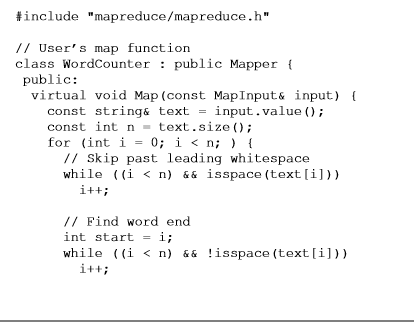 #include "mapreduce/mapreduce.h"
// User's map function
class WordCounter : public Mapper {
public:
virtual void Map(const MapInput& input) {
const string& text = input.value();
const int n = text.size();
for (int i = 0; i < n; ) {
// Skip past leading whitespace
while ((i < n) && isspace(text[i]))
i++;
// Find word end
int start = i;
while ((i < n) && !isspace(text[i]))
i++;